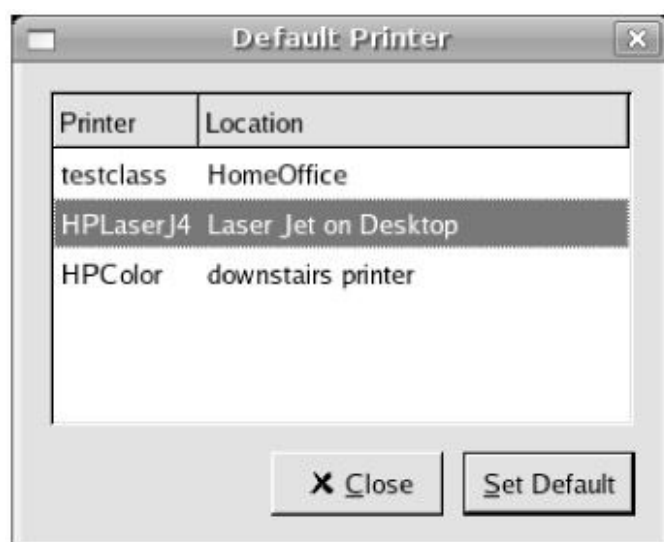 Default Printer
Printer Location
testclass HomeOffice
HPLaserJ4 Laser Jet on Desktop
HPColor downstairs printer
Close Set Default